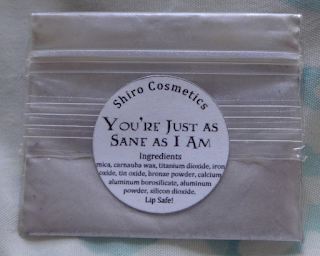 Shiro Cosmetics
You're Just as
Sane as I Am
Ingredients
mica, carnauba wax, titanium dioxide, iron
oxide, tin oxide, bronze powder, calcium
aluminum borosilicate, aluminum
powder, silicon dioxide.
Lip Safe!